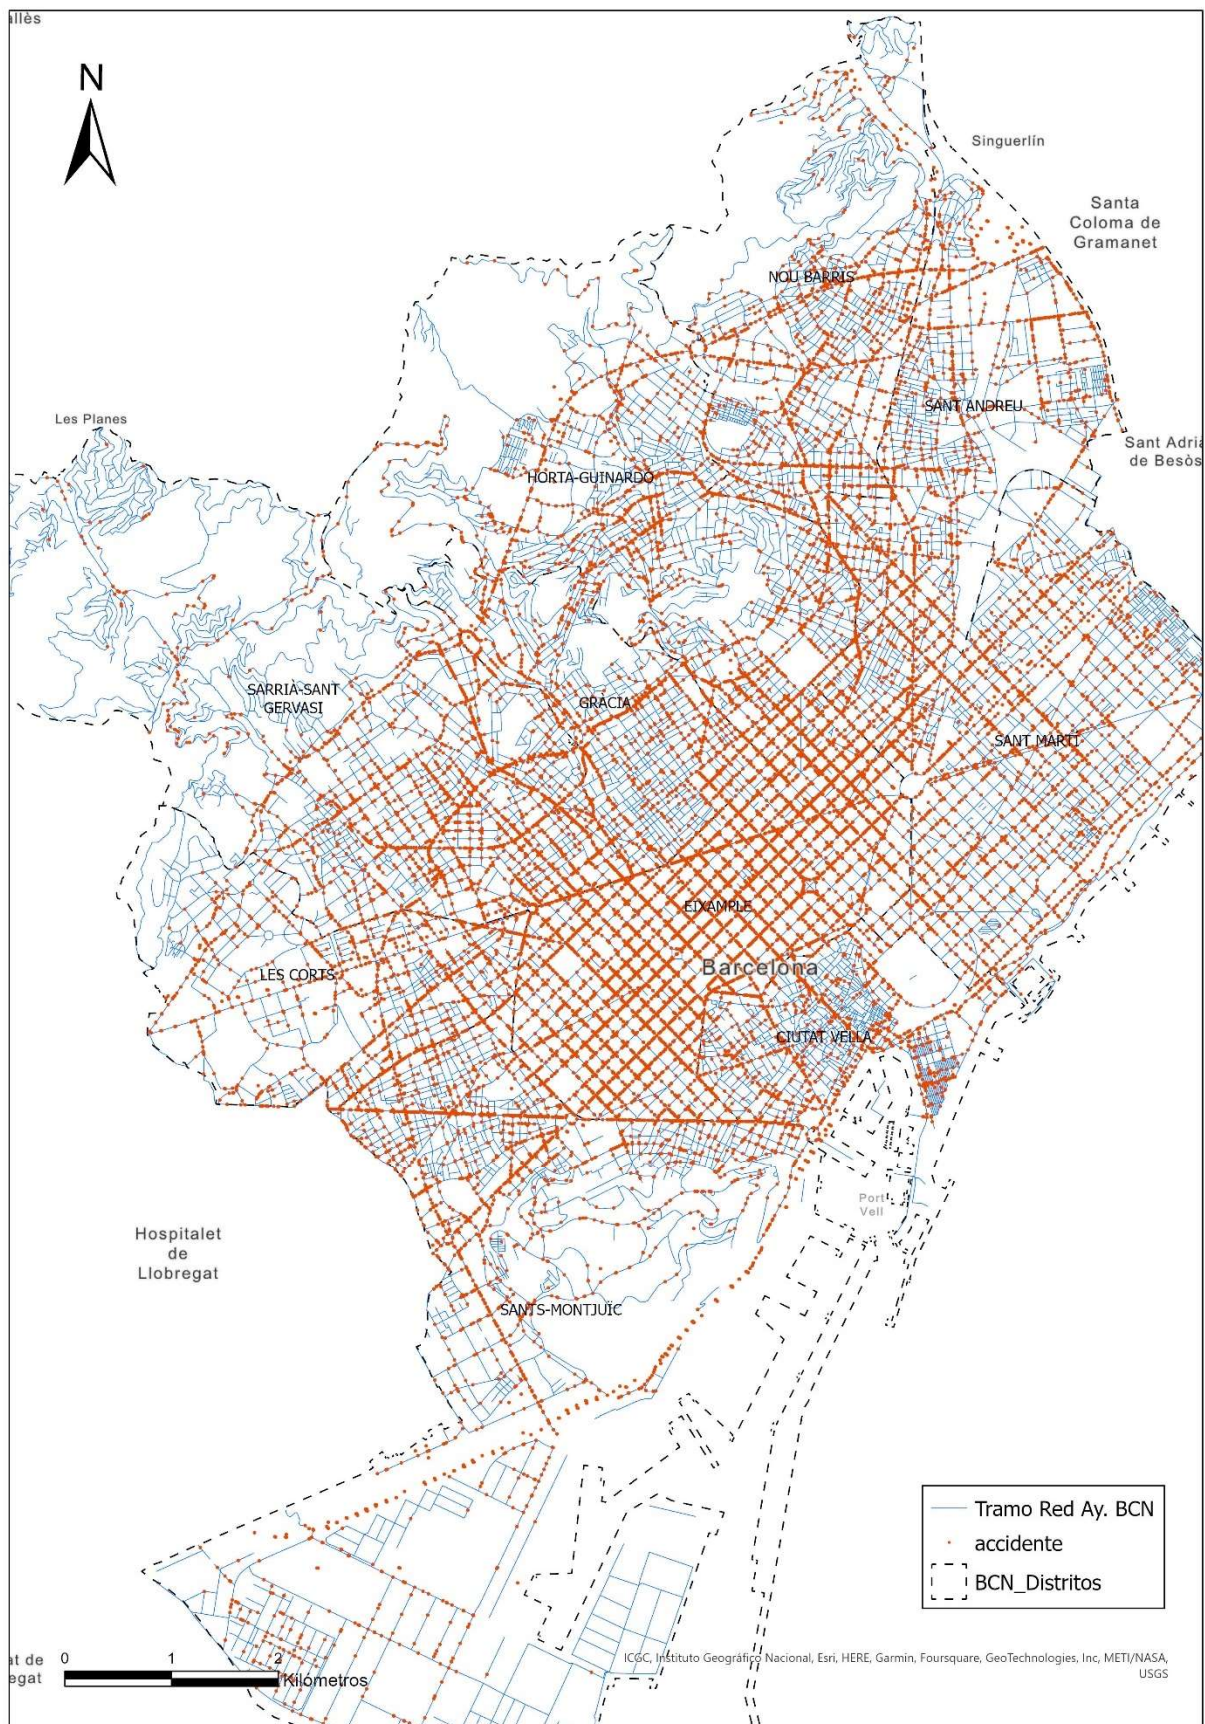 allès
N
Singuerlín
Santa
Coloma de
Gramanet
NOU BARRIS
SANT ANDREU
Les Planes
Sant Adrià
de Besòs
HORTA-GUINARDÓ
SARRIÀ-SANT
GERVASI
GRÀCIA
SANT MARTÍ
EIXAMPLE
Barcelona
LES CORTS
CIUTAT VELLA
Port
Vell
Hospitalet
de
Llobregat
SANTS-MONTJUÏC
Tramo Red Ay. BCN
accidente
BCN_Distritos
at de
egat
0 1 2
Kilómetros
ICGC, Instituto Geográfico Nacional, Esri, HERE, Garmin, Foursquare, GeoTechnologies, Inc, METI/NASA,
USGS